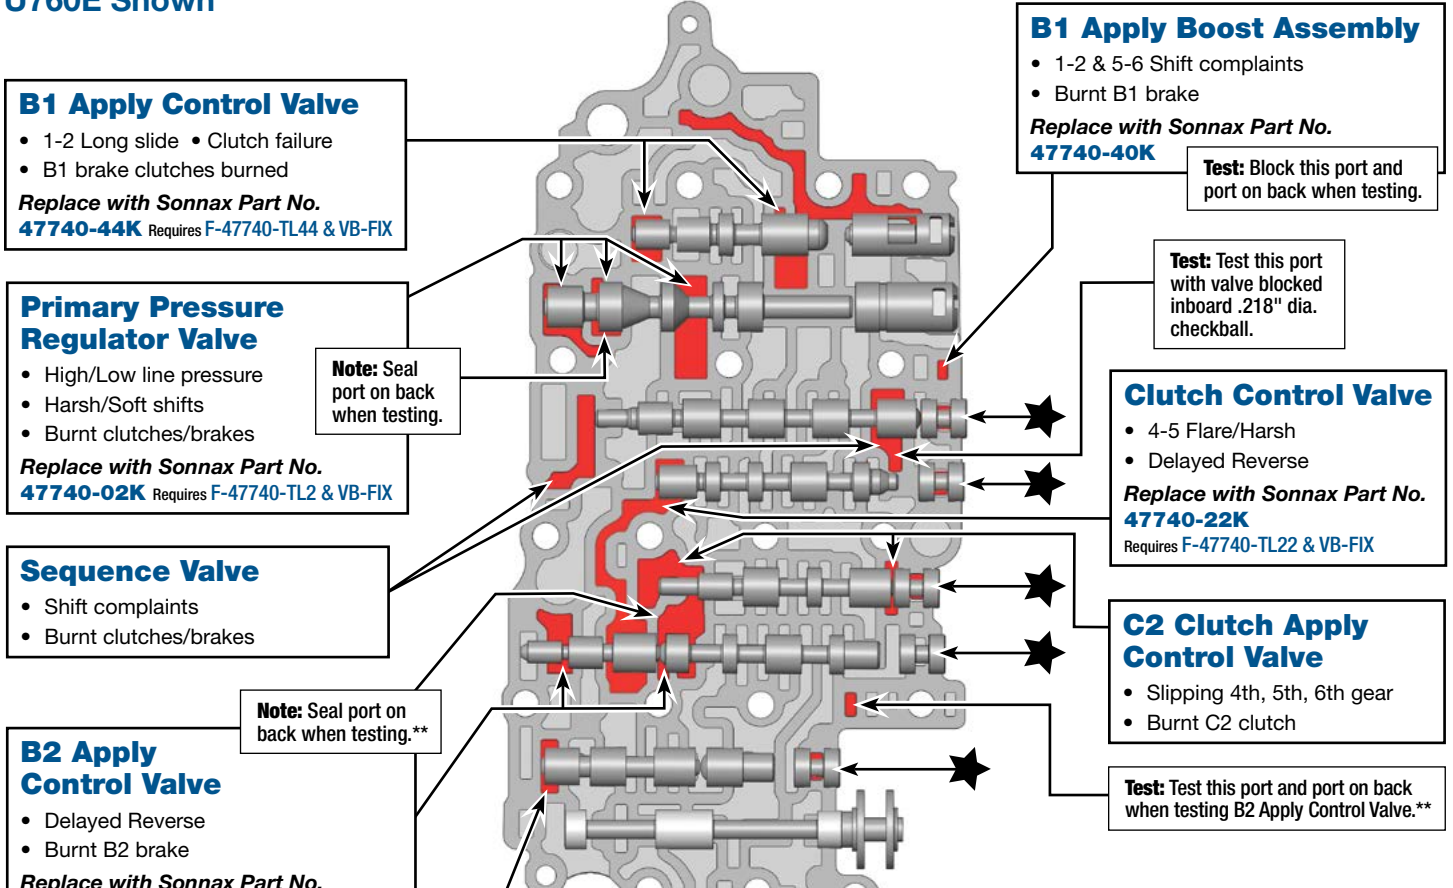 U760E Shown
B1 Apply Control Valve
• 1-2 Long slide • Clutch failure
• B1 brake clutches burned
Replace with Sonnax Part No.
47740-44K Requires F-47740-TL44 & VB-FIX
Primary Pressure
Regulator Valve
• High/Low line pressure
• Harsh/Soft shifts
• Burnt clutches/brakes
Replace with Sonnax Part No.
47740-02K Requires F-47740-TL2 & VB-FIX
Note: Seal
port on back
when testing.
Sequence Valve
• Shift complaints
• Burnt clutches/brakes
Note: Seal port on
back when testing.**
B2 Apply
Control Valve
• Delayed Reverse
• Burnt B2 brake
Replace with Sonnax Part No.
B1 Apply Boost Assembly
• 1-2 & 5-6 Shift complaints
• Burnt B1 brake
Replace with Sonnax Part No.
47740-40K
Test: Block this port and
port on back when testing.
Test: Test this port
with valve blocked
inboard .218" dia.
checkball.
Clutch Control Valve
• 4-5 Flare/Harsh
• Delayed Reverse
Replace with Sonnax Part No.
47740-22K
Requires F-47740-TL22 & VB-FIX
C2 Clutch Apply
Control Valve
• Slipping 4th, 5th, 6th gear
• Burnt C2 clutch
Test: Test this port and port on back
when testing B2 Apply Control Valve.**